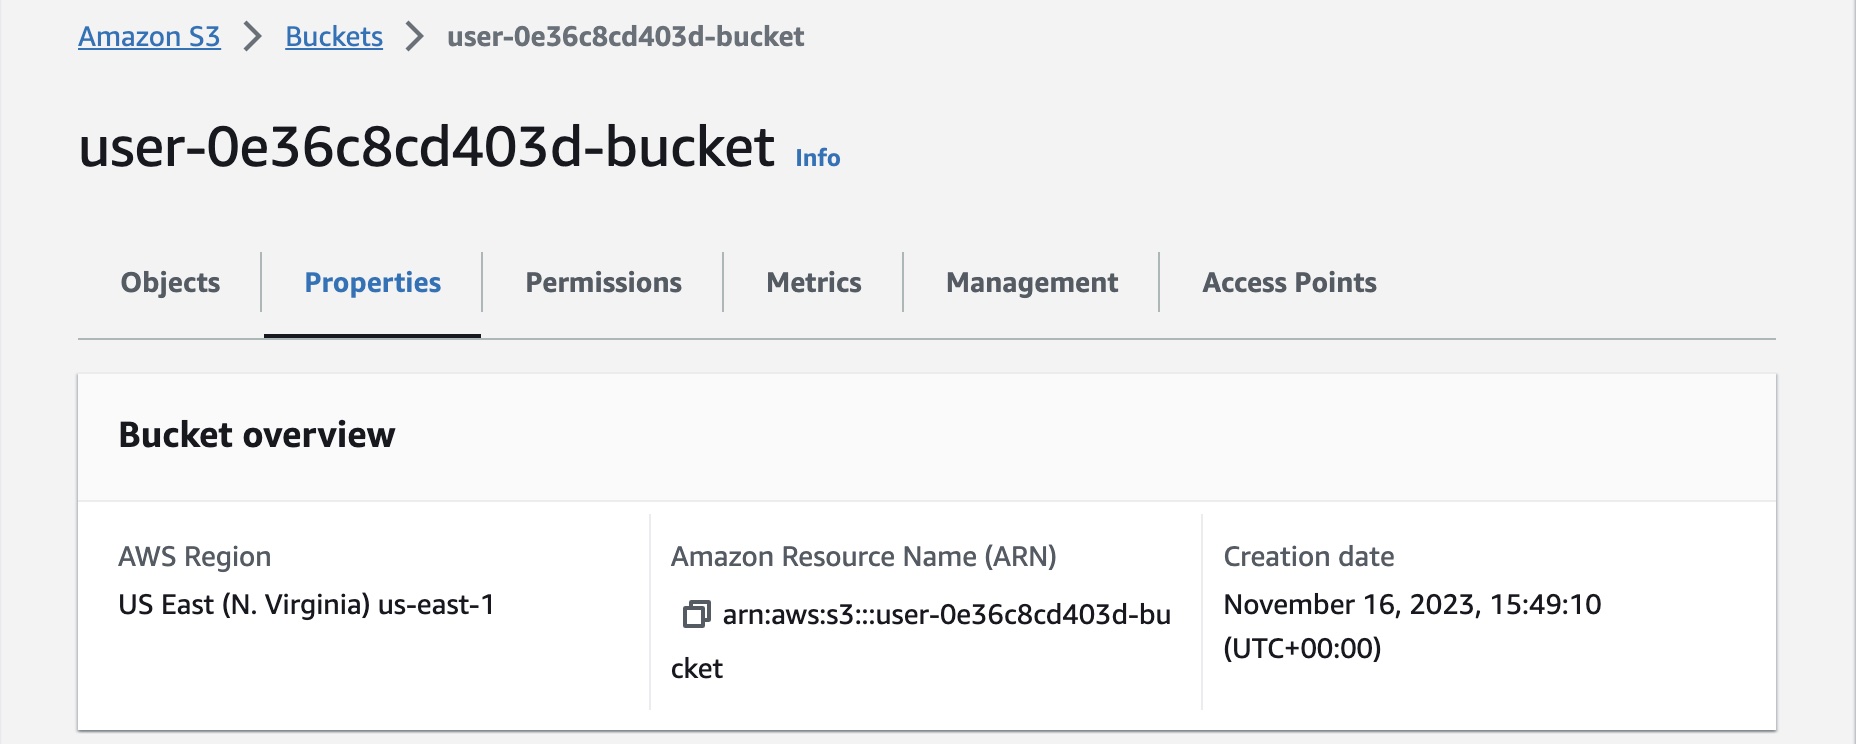 Amazon S3 > Buckets > user-0e36c8cd403d-bucket
user-0e36c8cd403d-bucket Info
Objects Properties Permissions Metrics Management Access Points
Bucket overview
AWS Region
US East (N. Virginia) us-east-1
Amazon Resource Name (ARN)
arn:aws:s3:::user-0e36c8cd403d-bu
cket
Creation date
November 16, 2023, 15:49:10
(UTC+00:00)